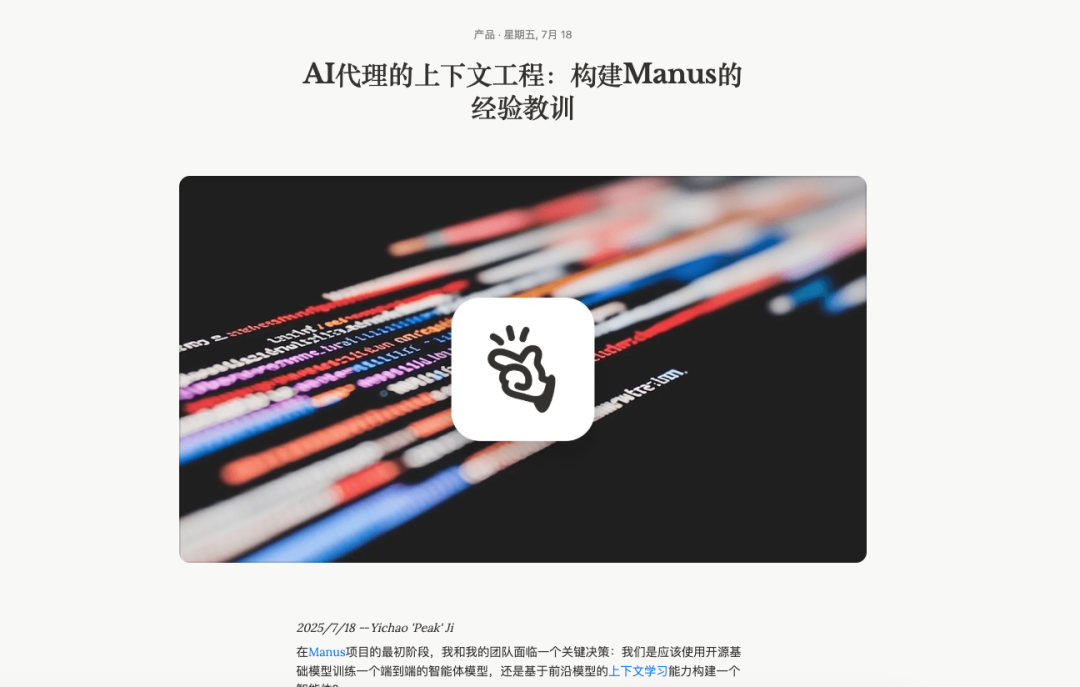 产品 · 星期五, 7月 18
AI代理的上下文工程：构建Manus的
经验教训
2025/7/18 --Yichao 'Peak' Ji
在Manus项目的最初阶段，我和我的团队面临一个关键决策：我们是应该使用开源基
础模型训练一个端到端的智能体模型，还是基于前沿模型的上下文学习能力构建一个